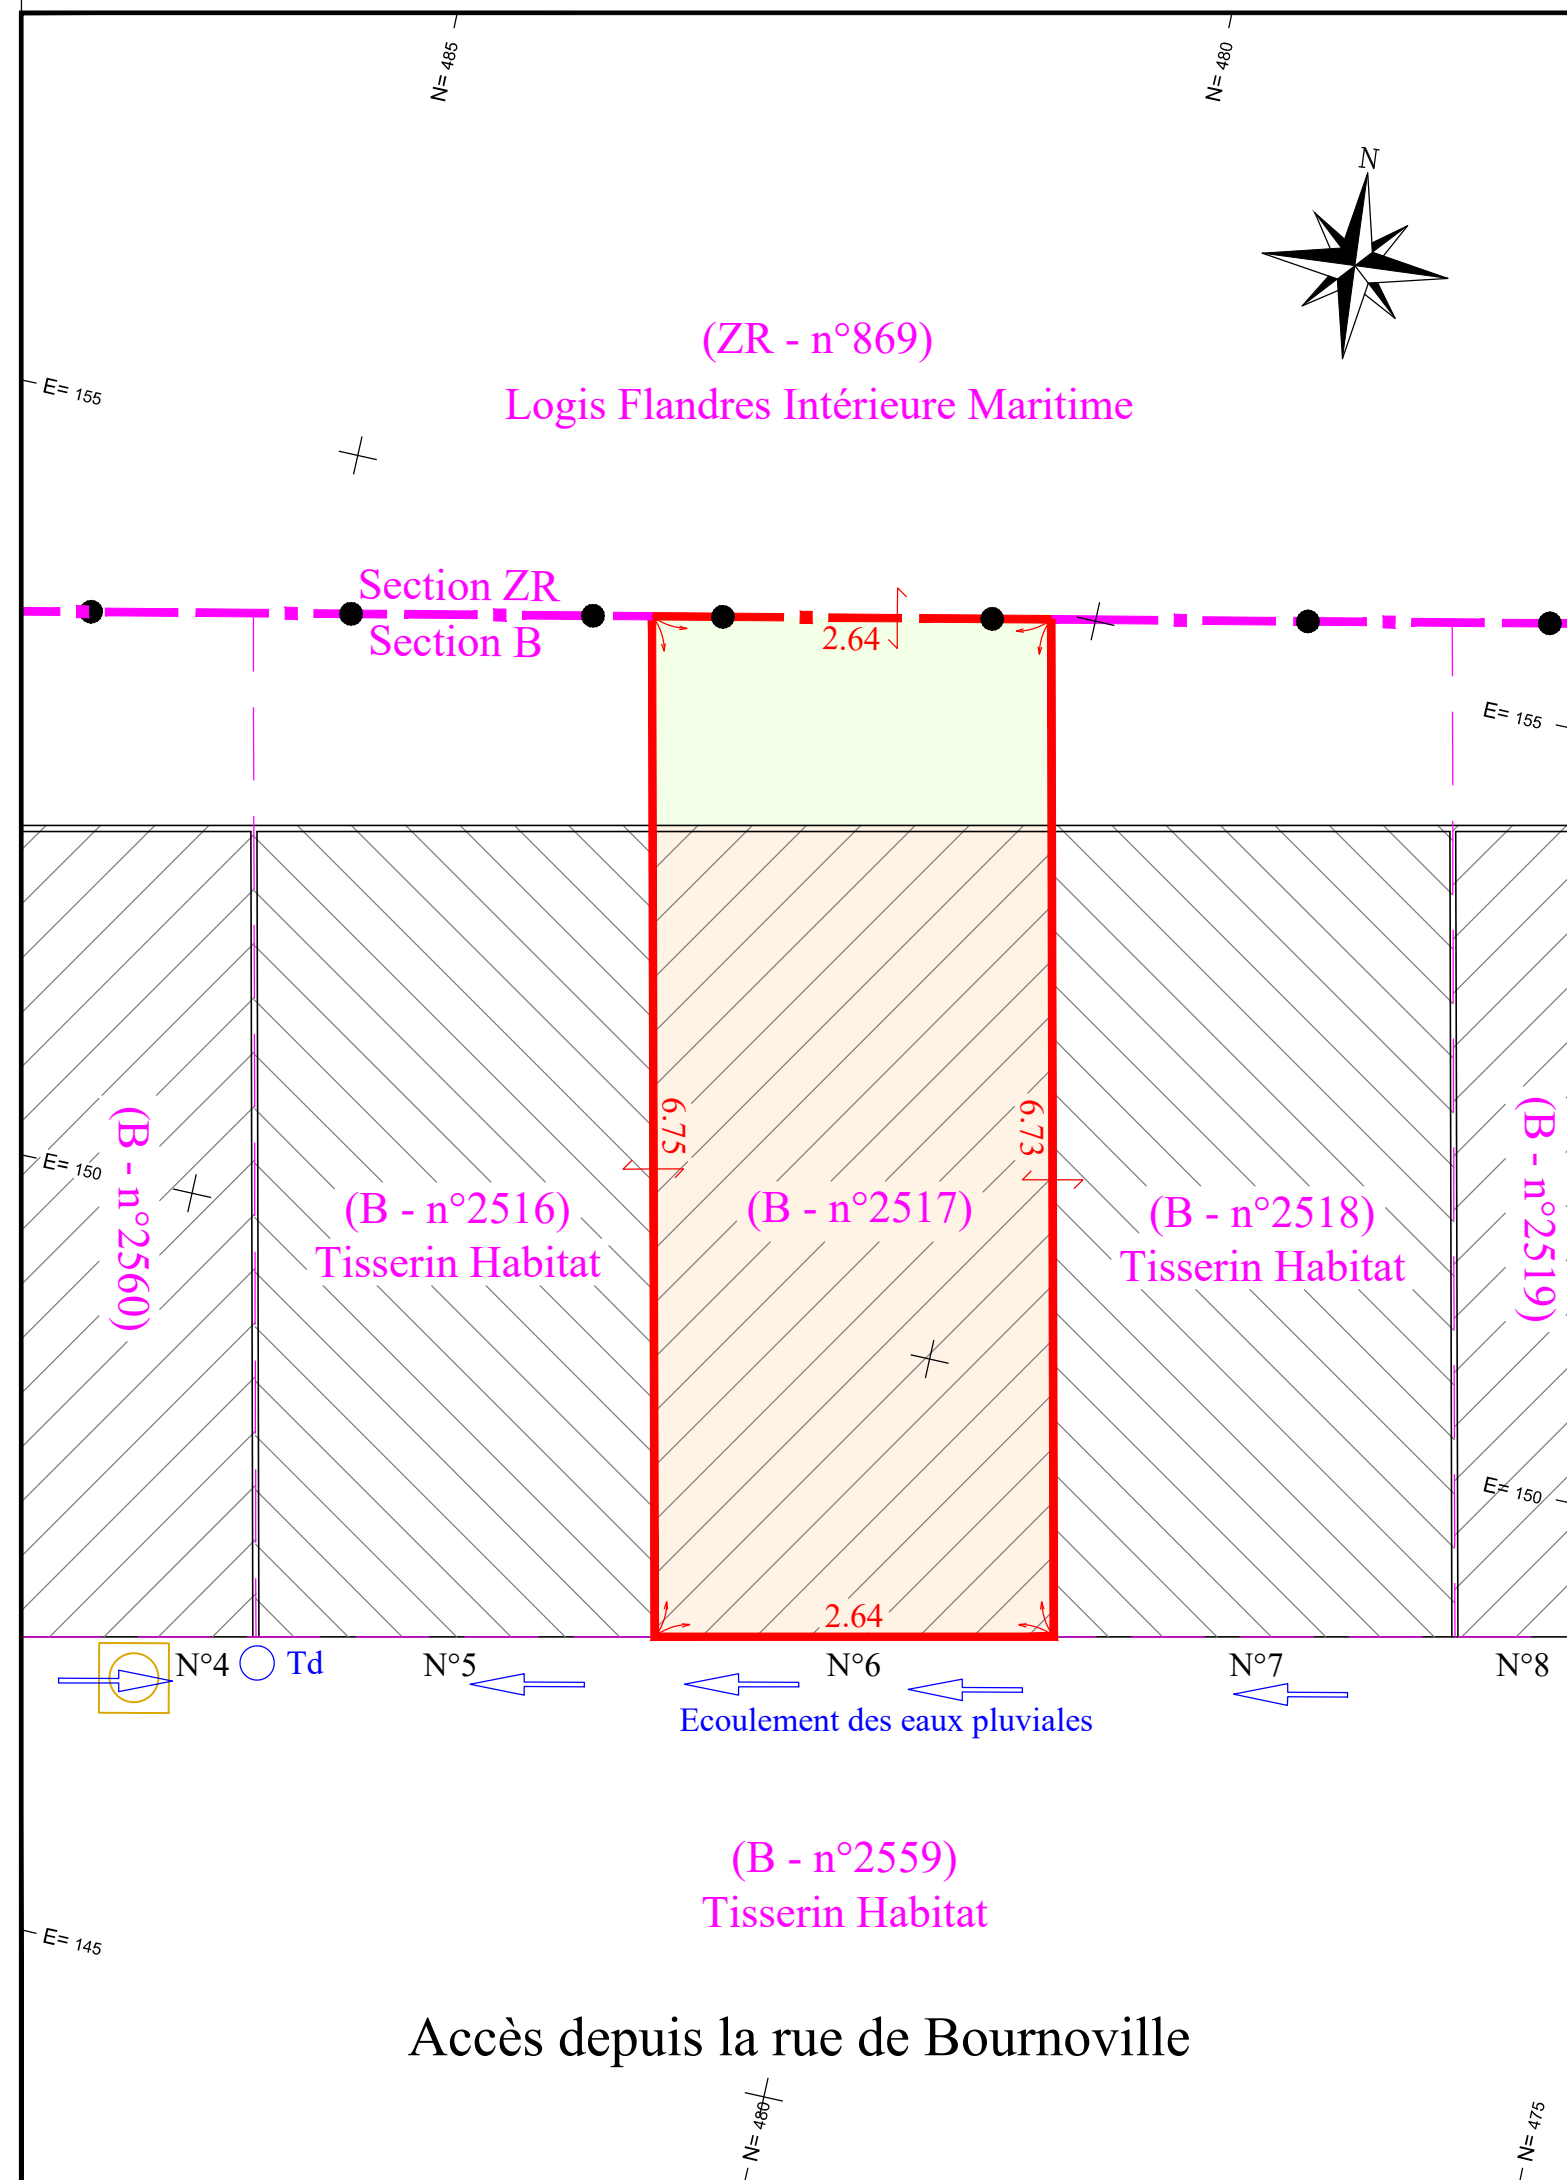 N= 485
N= 480
N
(ZR - n°869)
Logis Flandres Intérieure Maritime
E= 155
Section ZR
Section B
2.64
E= 155
6.75
6.73
(B - n°2560)
E= 150
(B - n°2516)
Tisserin Habitat
(B - n°2517)
(B - n°2518)
Tisserin Habitat
(B - n°2519)
E= 150
2.64
N°4
Td
N°5
N°6
N°7
N°8
Ecoulement des eaux pluviales
(B - n°2559)
Tisserin Habitat
E= 145
Accès depuis la rue de Bournoville
N= 480
N= 475